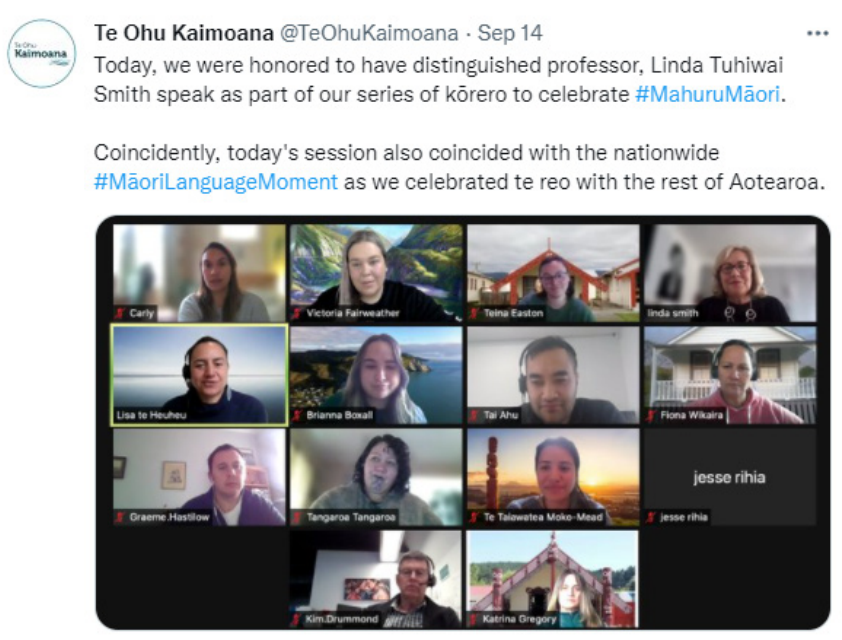 Te Ohu Kaimoana @TeOhuKaimoana · Sep 14
Te Ohu
Kaimoana
Today, we were honored to have distinguished professor, Linda Tuhiwai
Smith speak as part of our series of kōrero to celebrate #MahuruMāori.
Coincidently, today's session also coincided with the nationwide
#MāoriLanguageMoment as we celebrated te reo with the rest of Aotearoa.
Carly
Victoria Fairweather
Teina Easton
linda smith
Lisa te Heuheu
Brianna Boxall
Tai Ahu
Fiona Wikaira
Graeme.Hastilow
Tangaroa Tangaroa
Te Taiawatea Moko-Mead
jesse rihia
jesse rihia
Kim.Drummond
Katrina Gregory